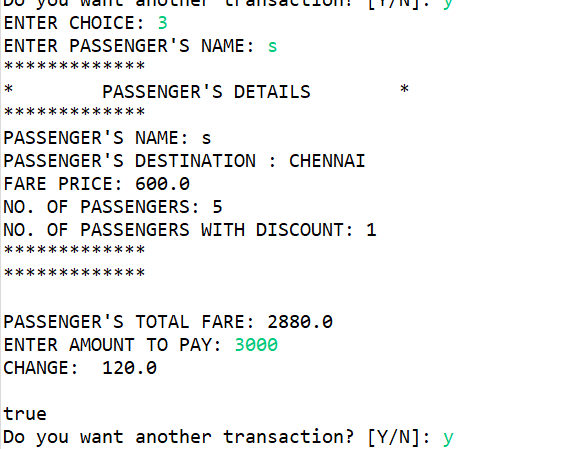 Do you want another transaction? [Y/N]: y
ENTER CHOICE: 3
ENTER PASSENGER'S NAME: s
*************
*        PASSENGER'S DETAILS        *
*************
PASSENGER'S NAME: s
PASSENGER'S DESTINATION : CHENNAI
FARE PRICE: 600.0
NO. OF PASSENGERS: 5
NO. OF PASSENGERS WITH DISCOUNT: 1
*************
*************
PASSENGER'S TOTAL FARE: 2880.0
ENTER AMOUNT TO PAY: 3000
CHANGE:  120.0
true
Do you want another transaction? [Y/N]: y